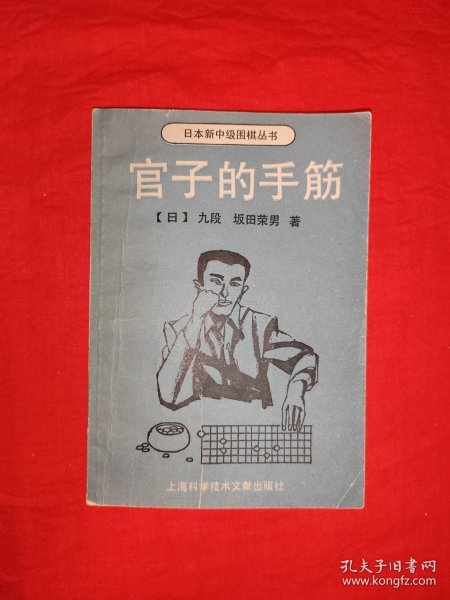 日本新中级围棋丛书
官子的手筋
【日】九段 坂田荣男 著
上海科学技术文献出版社
孔夫子旧书网
www.kongfz.com